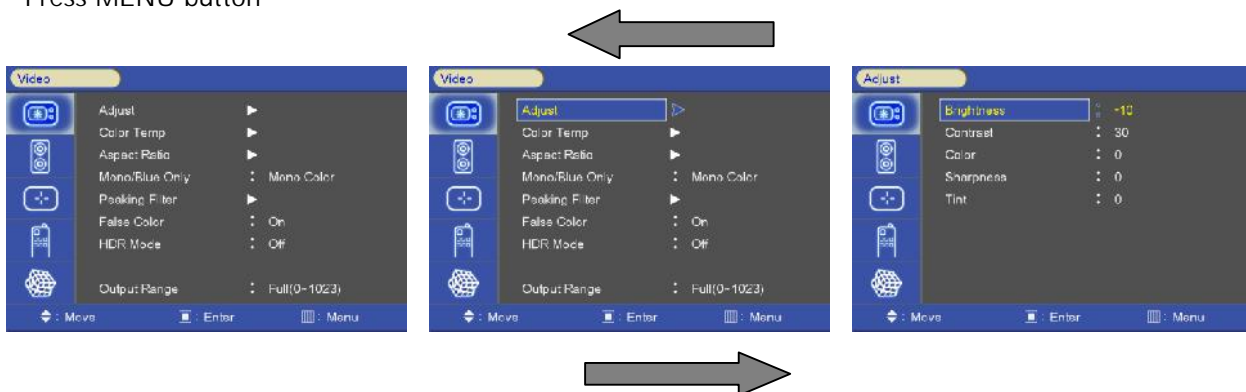 Press MENU button
Video
Adjust
Color Temp
Aspect Ratio
Mono/Blue Only : Mono Color
Peaking Filter
False Color : On
HDR Mode : Off
Output Range : Full(0~1023)
: Move : Enter : Menu
Video
Adjust
Color Temp
Aspect Ratio
Mono/Blue Only : Mono Color
Peaking Filter
False Color : On
HDR Mode : Off
Output Range : Full(0~1023)
: Move : Enter : Menu
Adjust
Brightness : -10
Contrast : 30
Color : 0
Sharpness : 0
Tint : 0
: Move : Enter : Menu